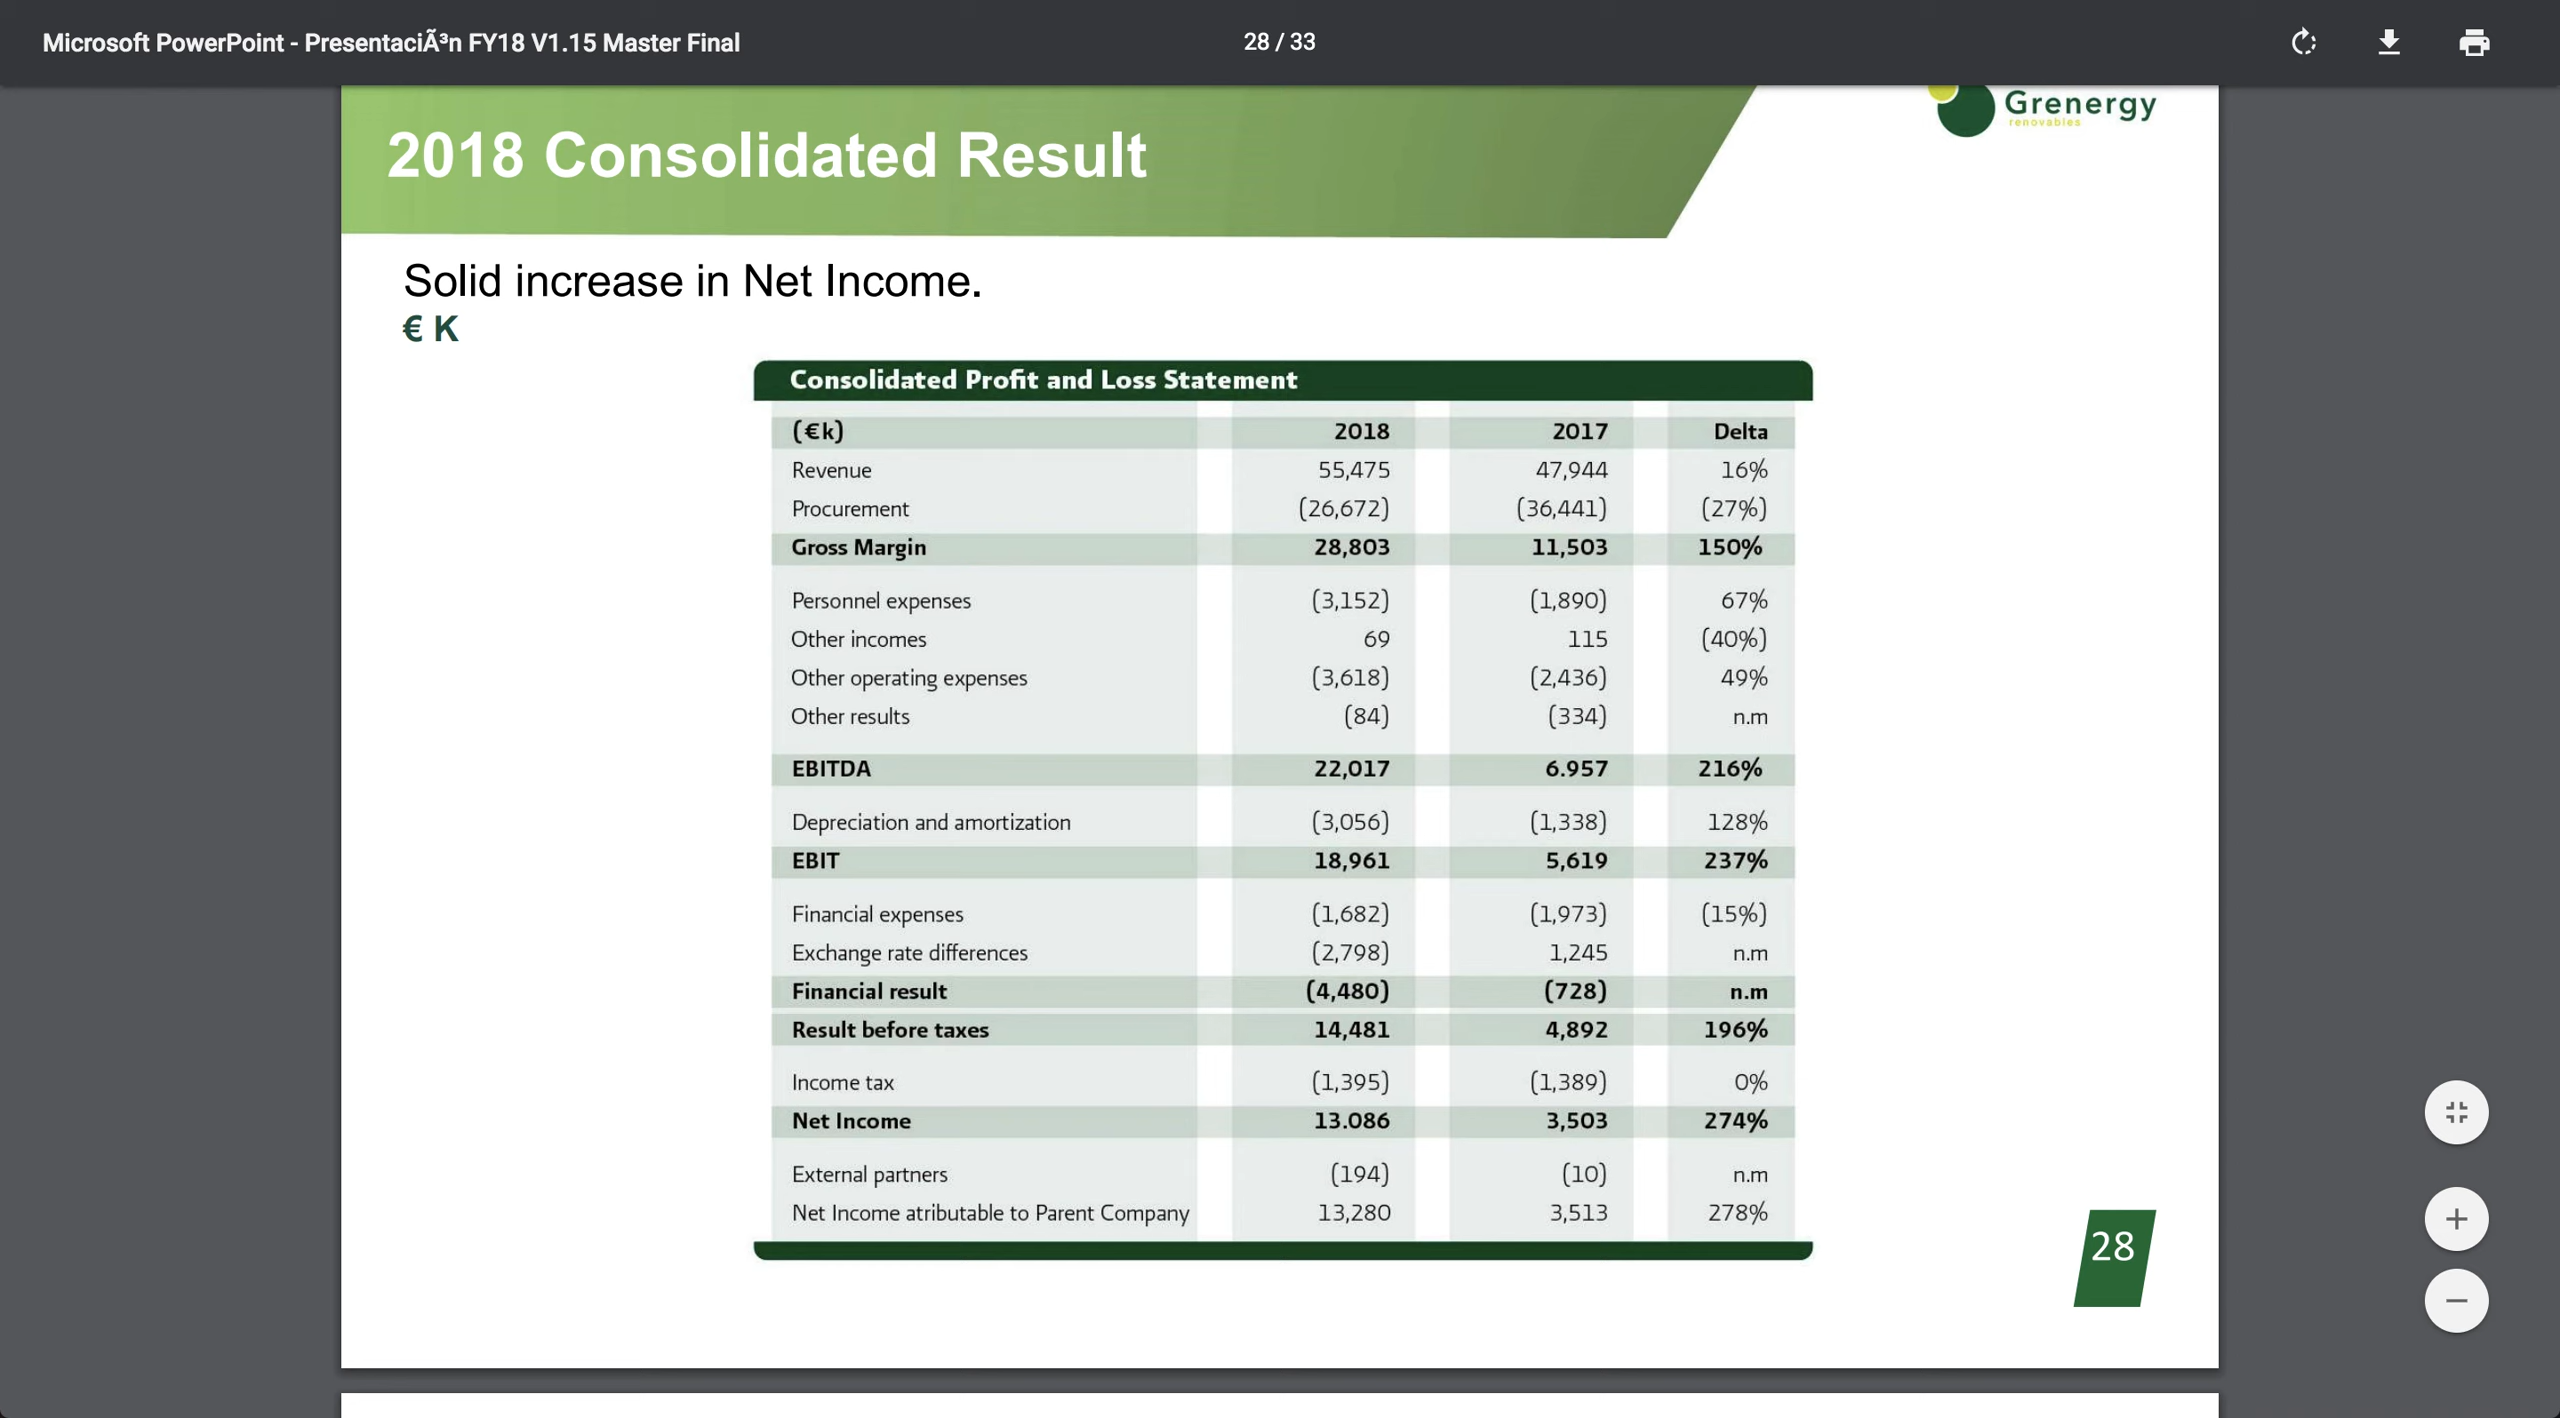 Microsoft PowerPoint - PresentaciÃ³n FY18 V1.15 Master Final
28 / 33
Grenergy
renovables
2018 Consolidated Result
Solid increase in Net Income.
€ K
Consolidated Profit and Loss Statement
(€k) 2018 2017 Delta
Revenue 55,475 47,944 16%
Procurement (26,672) (36,441) (27%)
Gross Margin 28,803 11,503 150%
Personnel expenses (3,152) (1,890) 67%
Other incomes 69 115 (40%)
Other operating expenses (3,618) (2,436) 49%
Other results (84) (334) n.m
EBITDA 22,017 6.957 216%
Depreciation and amortization (3,056) (1,338) 128%
EBIT 18,961 5,619 237%
Financial expenses (1,682) (1,973) (15%)
Exchange rate differences (2,798) 1,245 n.m
Financial result (4,480) (728) n.m
Result before taxes 14,481 4,892 196%
Income tax (1,395) (1,389) 0%
Net Income 13.086 3,503 274%
External partners (194) (10) n.m
Net Income atributable to Parent Company 13,280 3,513 278%
28